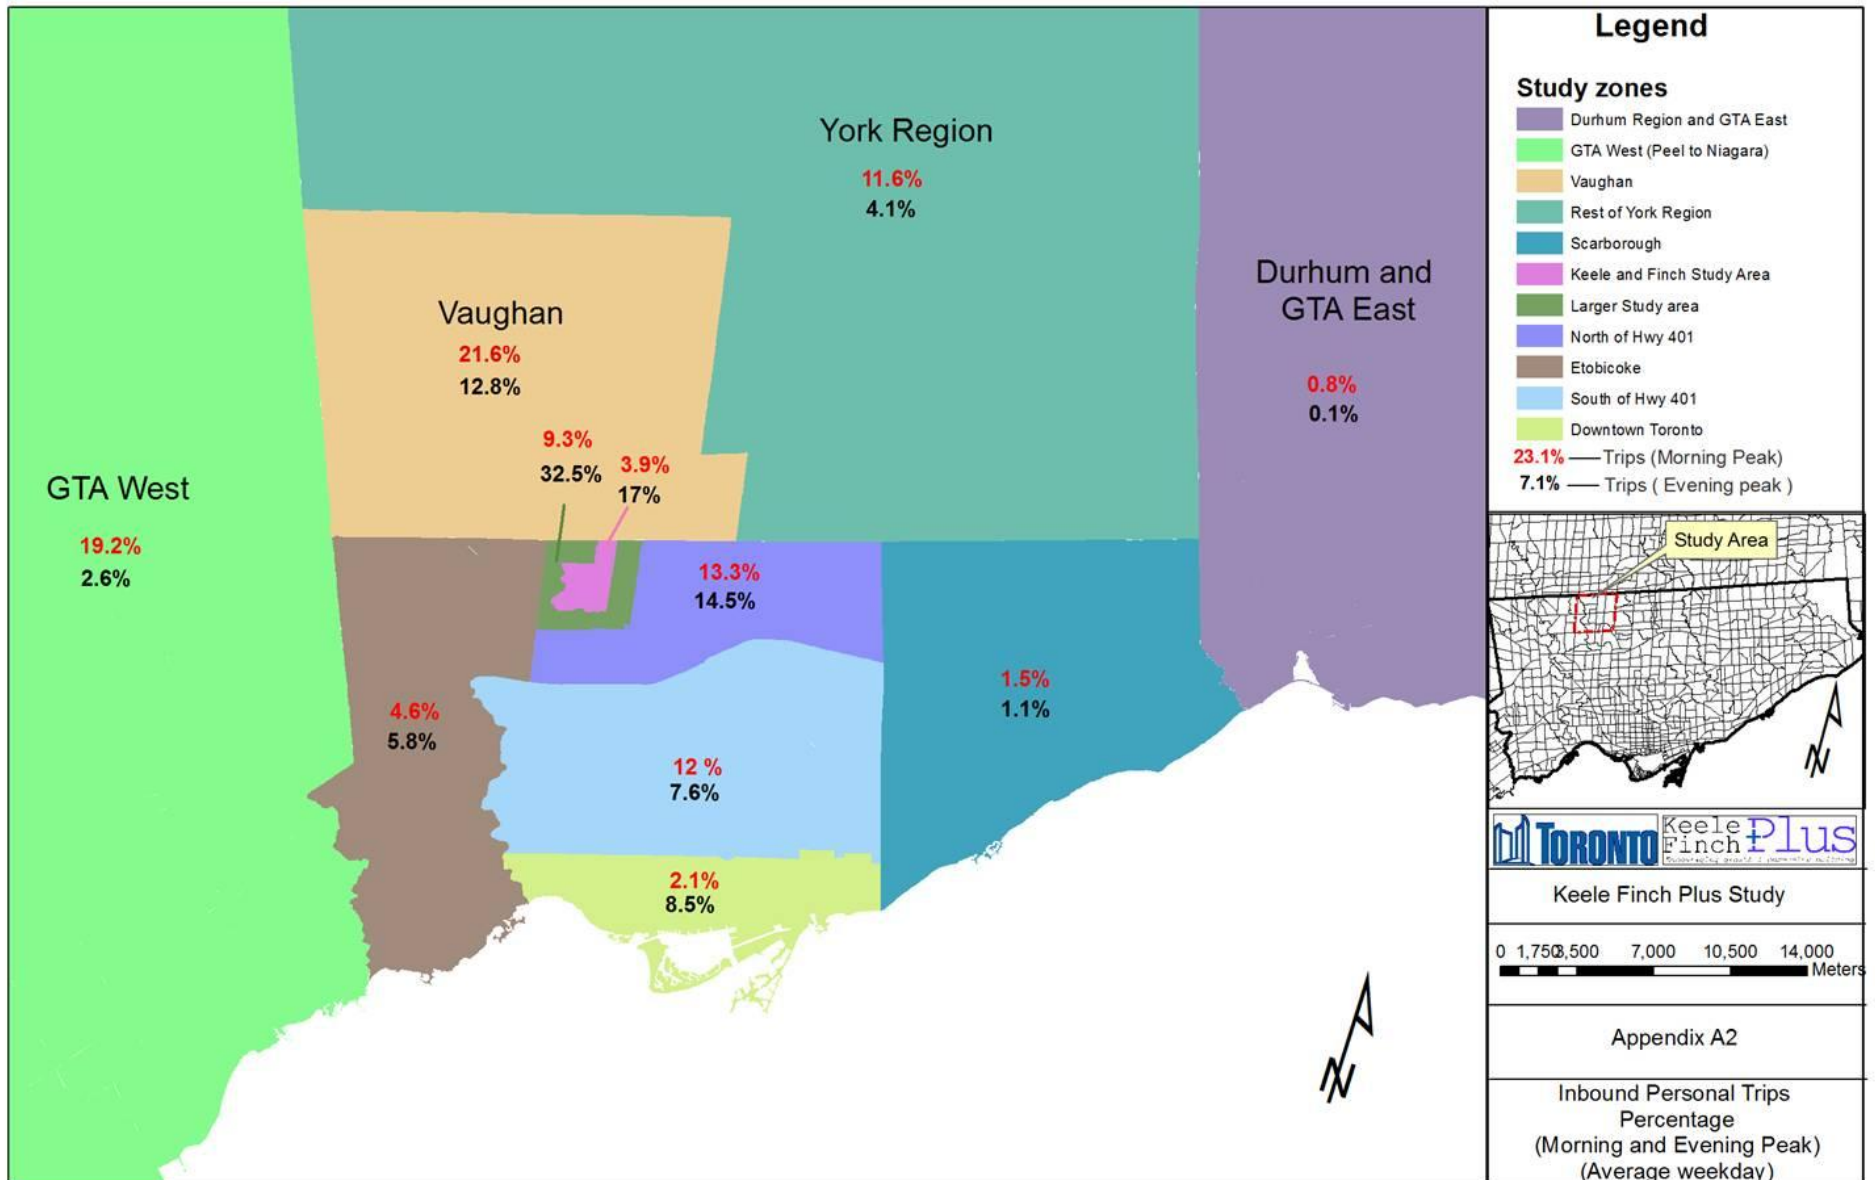 York Region
11.6%
4.1%
Durhum and
GTA East
0.8%
0.1%
Vaughan
21.6%
12.8%
9.3%
32.5%
3.9%
17%
GTA West
19.2%
2.6%
13.3%
14.5%
4.6%
5.8%
1.5%
1.1%
12 %
7.6%
2.1%
8.5%
N
Legend
Study zones
Durhum Region and GTA East
GTA West (Peel to Niagara)
Vaughan
Rest of York Region
Scarborough
Keele and Finch Study Area
Larger Study area
North of Hwy 401
Etobicoke
South of Hwy 401
Downtown Toronto
23.1% Trips (Morning Peak)
7.1% Trips ( Evening peak )
Study Area
N
TORONTO
Keele
Finch + Plus
Keele Finch Plus Study
0 1,750 3,500 7,000 10,500 14,000
Meters
Appendix A2
Inbound Personal Trips
Percentage
(Morning and Evening Peak)
(Average weekday)